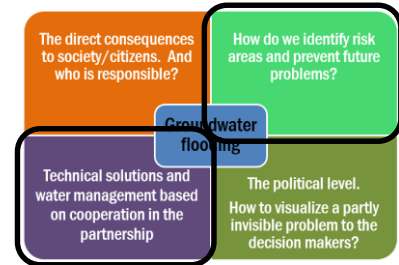 The direct consequences
to society/citizens. And
who is responsible?
How do we identify risk
areas and prevent future
problems?
Groundwater
flooding
Technical solutions and
water management based
on cooperation in the
partnership
The political level.
How to visualize a partly
invisible problem to the
decision makers?